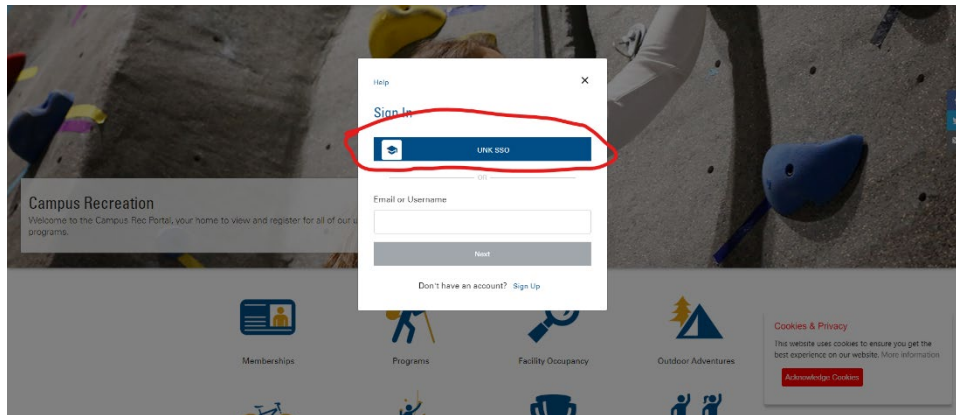 Help
Sign In
UNK SSO
OR
Email or Username
Next
Don't have an account? Sign Up
Campus Recreation
Welcome to the Campus Rec Portal, your home to view and register for all of our
programs.
Memberships
Programs
Facility Occupancy
Outdoor Adventures
Cookies & Privacy
This website uses cookies to ensure you get the
best experience on our website. More information
Acknowledge Cookies